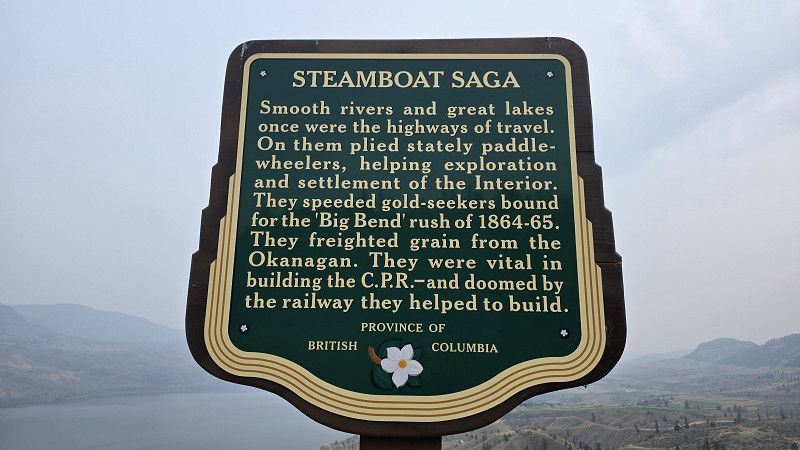 STEAMBOAT SAGA
Smooth rivers and great lakes
once were the highways of travel.
On them plied stately paddle-
wheelers, helping exploration
and settlement of the Interior.
They speeded gold-seekers bound
for the 'Big Bend' rush of 1864-65.
They freighted grain from the
Okanagan. They were vital in
building the C.P.R.–and doomed by
the railway they helped to build.
PROVINCE OF
BRITISH COLUMBIA